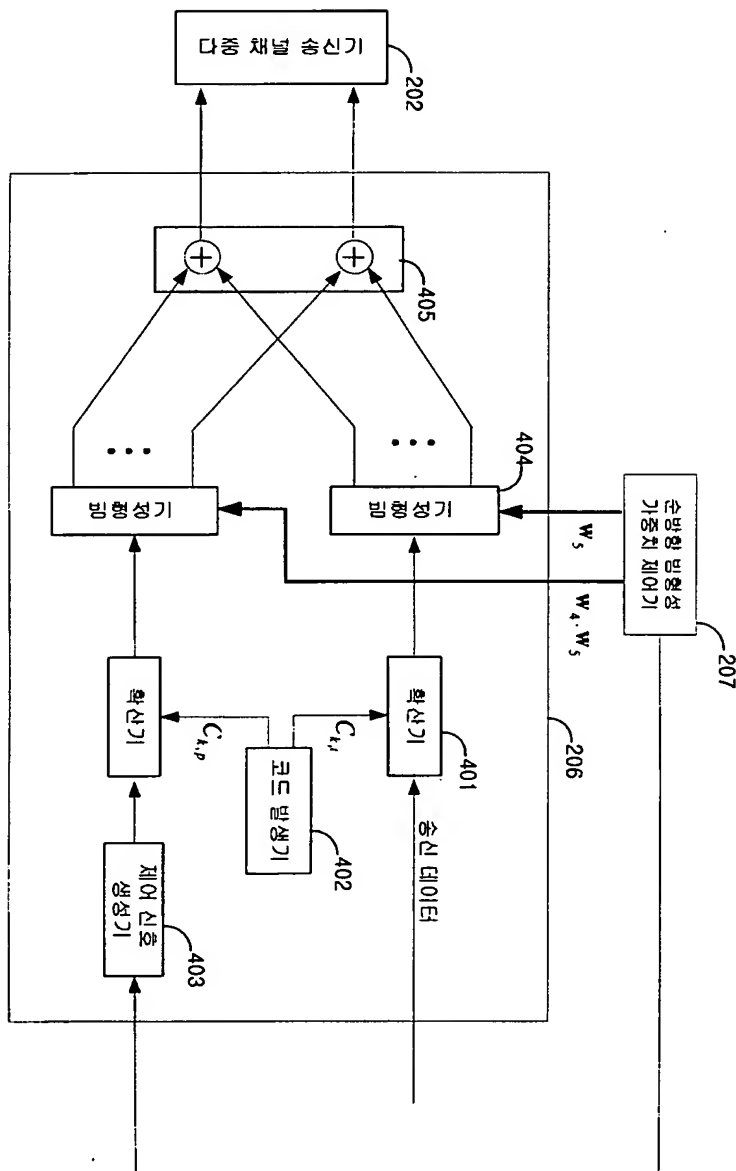 다중 채널 송신기
202
405
404
빔형성기
빔형성기
순방향 빔형성
가중치 제어기
207
W₅
W₄, W₅
206
확산기
확산기
401
C_{k,p}
C_{k,t}
코드 발생기
402
송신 데이터
제어 신호
생성기
403